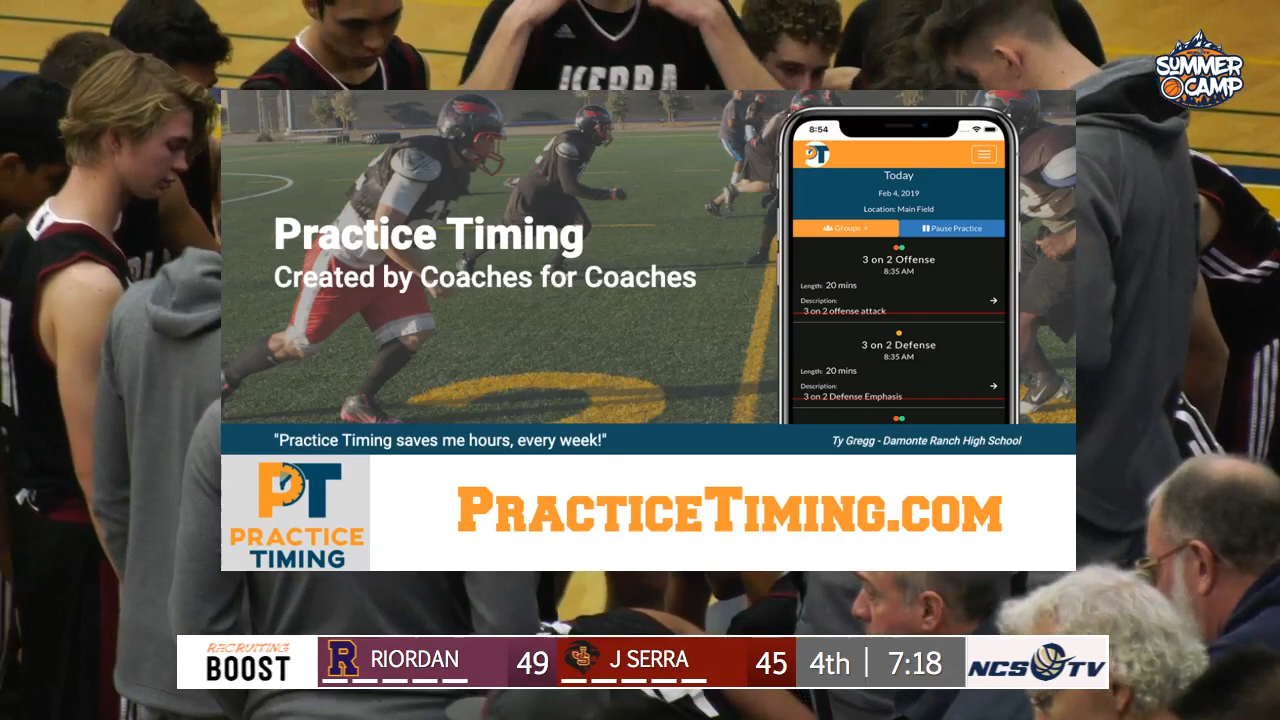 JSERRA
SUMMER
CAMP
8:54
PT
Today
Feb 4, 2019
Location: Main Field
Groups
Pause Practice
3 on 2 Offense
8:35 AM
Length: 20 mins
Description:
3 on 2 offense attack
3 on 2 Defense
8:35 AM
Length: 20 mins
Description:
3 on 2 Defense Emphasis
Practice Timing
Created by Coaches for Coaches
"Practice Timing saves me hours, every week!"
Ty Gregg - Damonte Ranch High School
PT
PRACTICE
TIMING
PRACTICETIMING.COM
RECRUITING
BOOST
R RIORDAN 49 JS J SERRA 45 4th 7:18 NCS TV